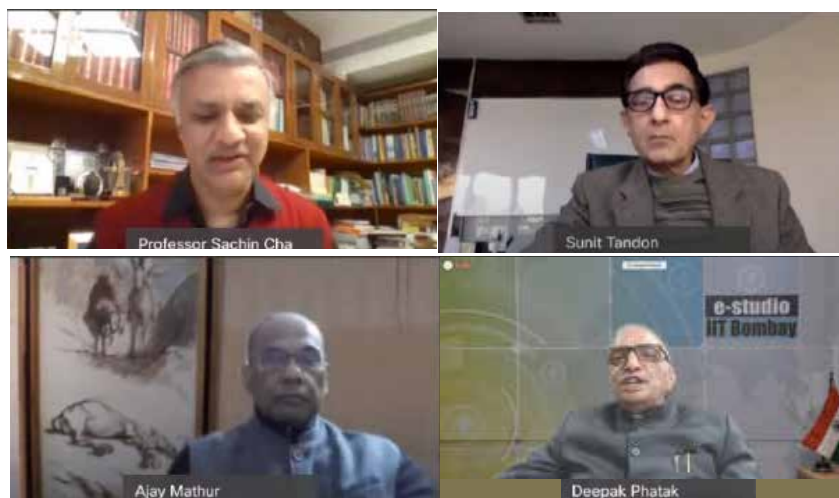 Professor Sachin Cha
Sunit Tandon
e-studio
IIT Bombay
Ajay Mathur
Deepak Phatak